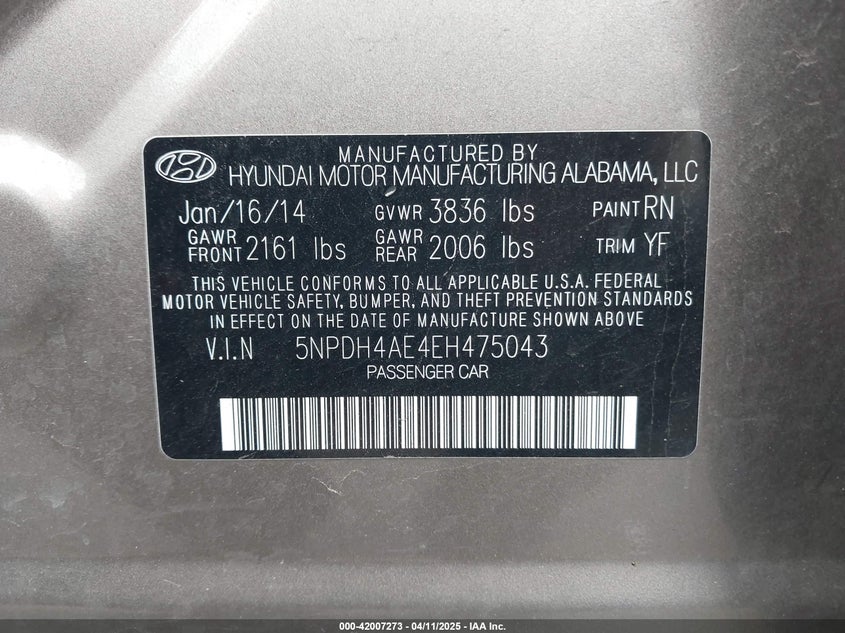 MANUFACTURED BY
HYUNDAI MOTOR MANUFACTURING ALABAMA, LLC
Jan/16/14 GVWR 3836 lbs PAINT RN
GAWR FRONT 2161 lbs GAWR REAR 2006 lbs TRIM YF
THIS VEHICLE CONFORMS TO ALL APPLICABLE U.S.A. FEDERAL
MOTOR VEHICLE SAFETY, BUMPER, AND THEFT PREVENTION STANDARDS
IN EFFECT ON THE DATE OF MANUFACTURE SHOWN ABOVE.
V.I.N 5NPDH4AE4EH475043
PASSENGER CAR
000-42007273 - 04/11/2025 - IAA Inc.